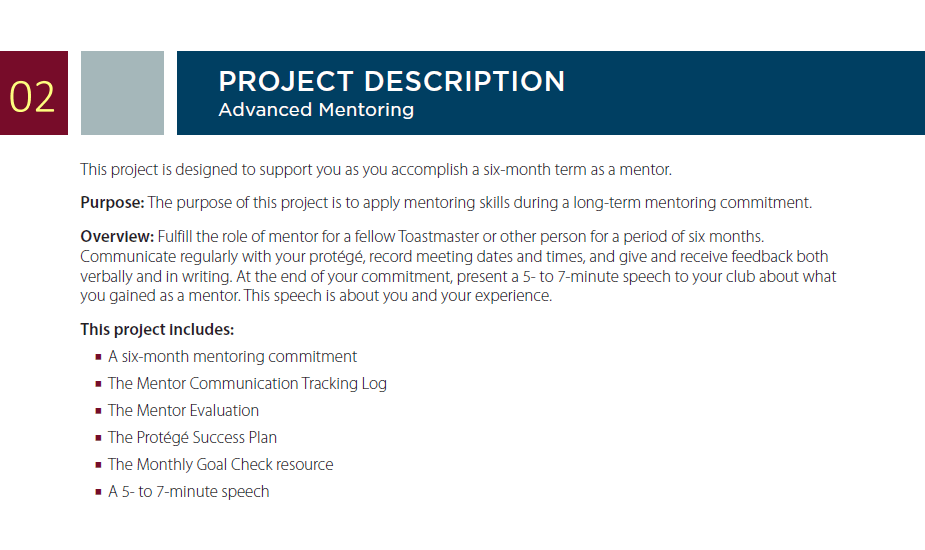 02
PROJECT DESCRIPTION
Advanced Mentoring
This project is designed to support you as you accomplish a six-month term as a mentor.
Purpose: The purpose of this project is to apply mentoring skills during a long-term mentoring commitment.
Overview: Fulfill the role of mentor for a fellow Toastmaster or other person for a period of six months.
Communicate regularly with your protégé, record meeting dates and times, and give and receive feedback both
verbally and in writing. At the end of your commitment, present a 5- to 7-minute speech to your club about what
you gained as a mentor. This speech is about you and your experience.
This project includes:
■ A six-month mentoring commitment
■ The Mentor Communication Tracking Log
■ The Mentor Evaluation
■ The Protégé Success Plan
■ The Monthly Goal Check resource
■ A 5- to 7-minute speech